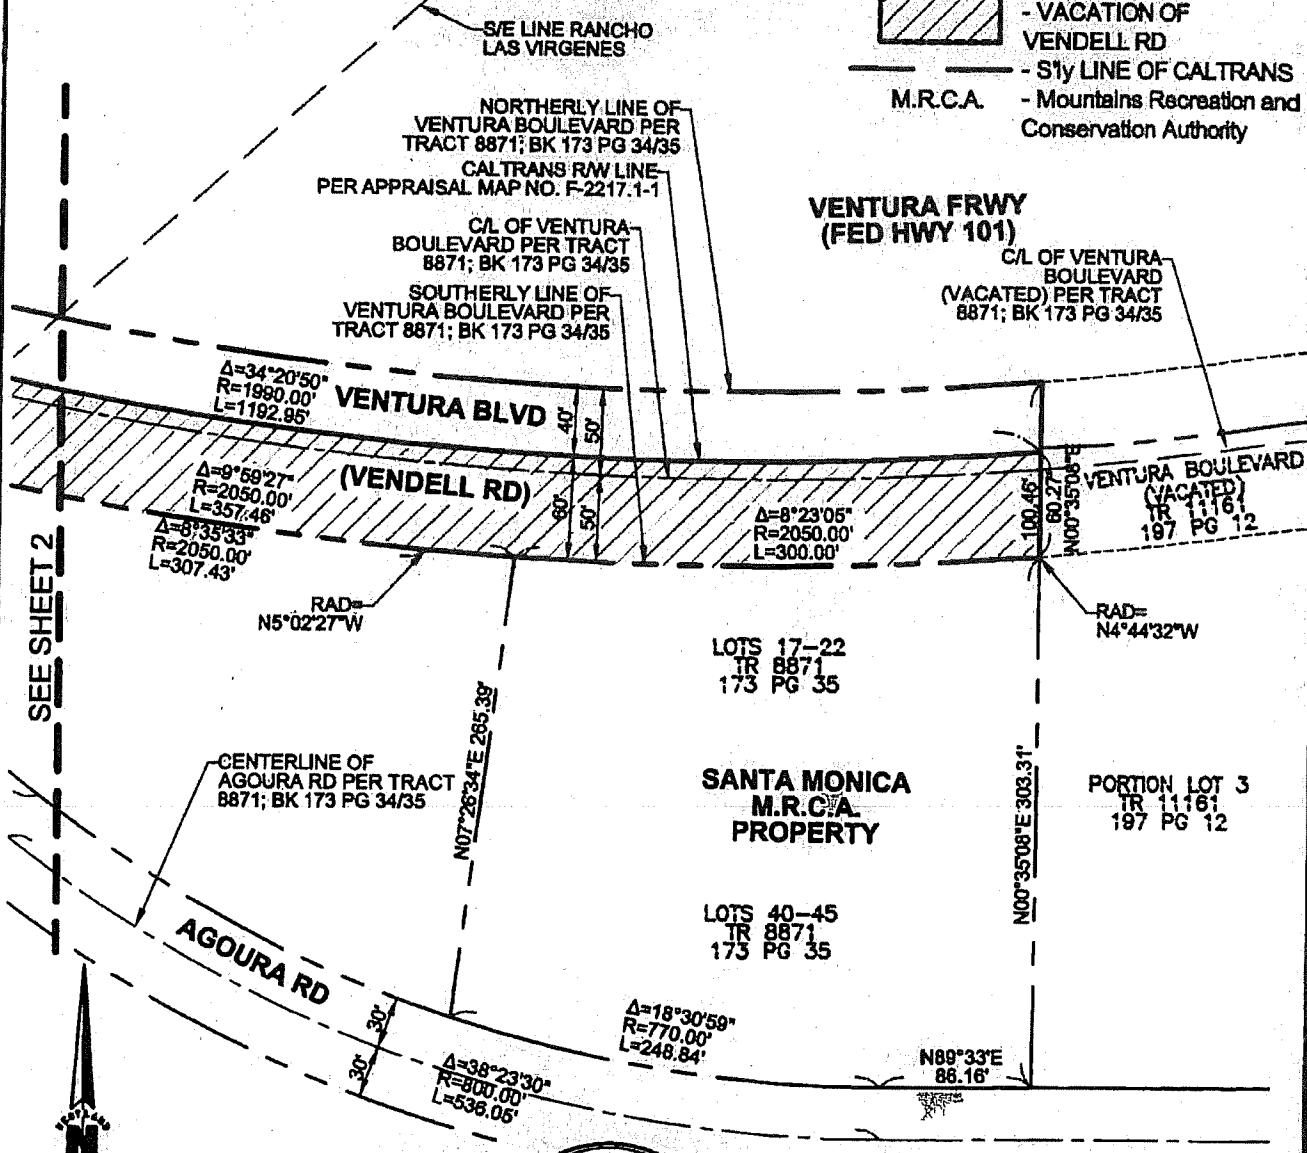 S/E LINE RANCHO
LAS VIRGENES
- VACATION OF
VENDELL RD
- S'ly LINE OF CALTRANS
M.R.C.A. - Mountains Recreation and
Conservation Authority
NORTHERLY LINE OF
VENTURA BOULEVARD PER
TRACT 8871; BK 173 PG 34/35
CALTRANS R/W LINE
PER APPRAISAL MAP NO. F-2217.1-1
C/L OF VENTURA
BOULEVARD PER TRACT
8871; BK 173 PG 34/35
SOUTHERLY LINE OF
VENTURA BOULEVARD PER
TRACT 8871; BK 173 PG 34/35
VENTURA FRWY
(FED HWY 101)
C/L OF VENTURA
BOULEVARD
(VACATED) PER TRACT
8871; BK 173 PG 34/35
Δ=34°20'50"
R=1990.00'
L=1192.95'
VENTURA BLVD
40'
50'
(VENDELL RD)
60'
50'
Δ=9°59'27"
R=2050.00'
L=357.46'
Δ=8°35'33"
R=2050.00'
L=307.43'
Δ=8°23'05"
R=2050.00'
L=300.00'
100.46'
60.27'
N00°35'08"E
VENTURA BOULEVARD
(VACATED)
TR 11161
197 PG 12
RAD=
N5°02'27"W
RAD=
N4°44'32"W
SEE SHEET 2
LOTS 17-22
TR 8871
173 PG 35
N07°26'34"E 265.39'
CENTERLINE OF
AGOURA RD PER TRACT
8871; BK 173 PG 34/35
SANTA MONICA
M.R.C.A.
PROPERTY
N00°35'08"E 303.31'
PORTION LOT 3
TR 11161
197 PG 12
LOTS 40-45
TR 8871
173 PG 35
AGOURA RD
30'
30'
Δ=18°30'59"
R=770.00'
L=248.84'
Δ=38°23'30"
R=800.00'
L=536.05'
N89°33'E
86.16'
N